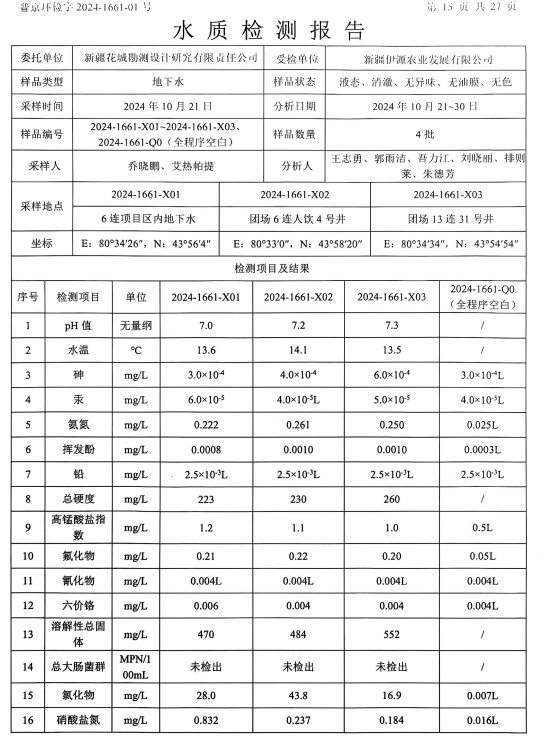 普京环检字 2024-1661-01 号 第 15 页 共 27 页
水 质 检 测 报 告
委托单位 新疆花城勘测设计研究有限责任公司 受检单位 新疆伊源农业发展有限公司
样品类型 地下水 样品状态 液态、清澈、无异味、无油膜、无色
采样时间 2024 年 10 月 21 日 分析日期 2024 年 10 月 21~30 日
样品编号 2024-1661-X01~2024-1661-X03、
2024-1661-Q0（全程序空白） 样品数量 4 批
采样人 乔晓鹏、艾热帕提 分析人 王志勇、郭雨洁、吾力江、刘晓丽、排则
莱、朱德芳
采样地点 2024-1661-X01 2024-1661-X02 2024-1661-X03
6 连项目区内地下水 团场 6 连人饮 4 号井 团场 13 连 31 号井
坐标 E：80°34′26″，N：43°56′4″ E：80°33′0″，N：43°58′20″ E：80°34′34″，N：43°54′54″
检测项目及结果
序号 检测项目 单位 2024-1661-X01 2024-1661-X02 2024-1661-X03 2024-1661-Q0
（全程序空白）
1 pH 值 无量纲 7.0 7.2 7.3 /
2 水温 ℃ 13.6 14.1 13.5 /
3 砷 mg/L 3.0×10⁻⁴ 4.0×10⁻⁴ 6.0×10⁻⁴ 3.0×10⁻⁴L
4 汞 mg/L 6.0×10⁻⁵ 4.0×10⁻⁵L 5.0×10⁻⁵ 4.0×10⁻⁵L
5 氨氮 mg/L 0.222 0.261 0.250 0.025L
6 挥发酚 mg/L 0.0008 0.0010 0.0010 0.0003L
7 铅 mg/L 2.5×10⁻³L 2.5×10⁻³L 2.5×10⁻³L 2.5×10⁻³L
8 总硬度 mg/L 223 230 260 /
9 高锰酸盐指
数 mg/L 1.2 1.1 1.0 0.5L
10 氟化物 mg/L 0.21 0.22 0.20 0.05L
11 氰化物 mg/L 0.004L 0.004L 0.004L 0.004L
12 六价铬 mg/L 0.006 0.004 0.004 0.004L
13 溶解性总固
体 mg/L 470 484 552 /
14 总大肠菌群 MPN/1
00mL 未检出 未检出 未检出 /
15 氯化物 mg/L 28.0 43.8 16.9 0.007L
16 硝酸盐氮 mg/L 0.832 0.237 0.184 0.016L